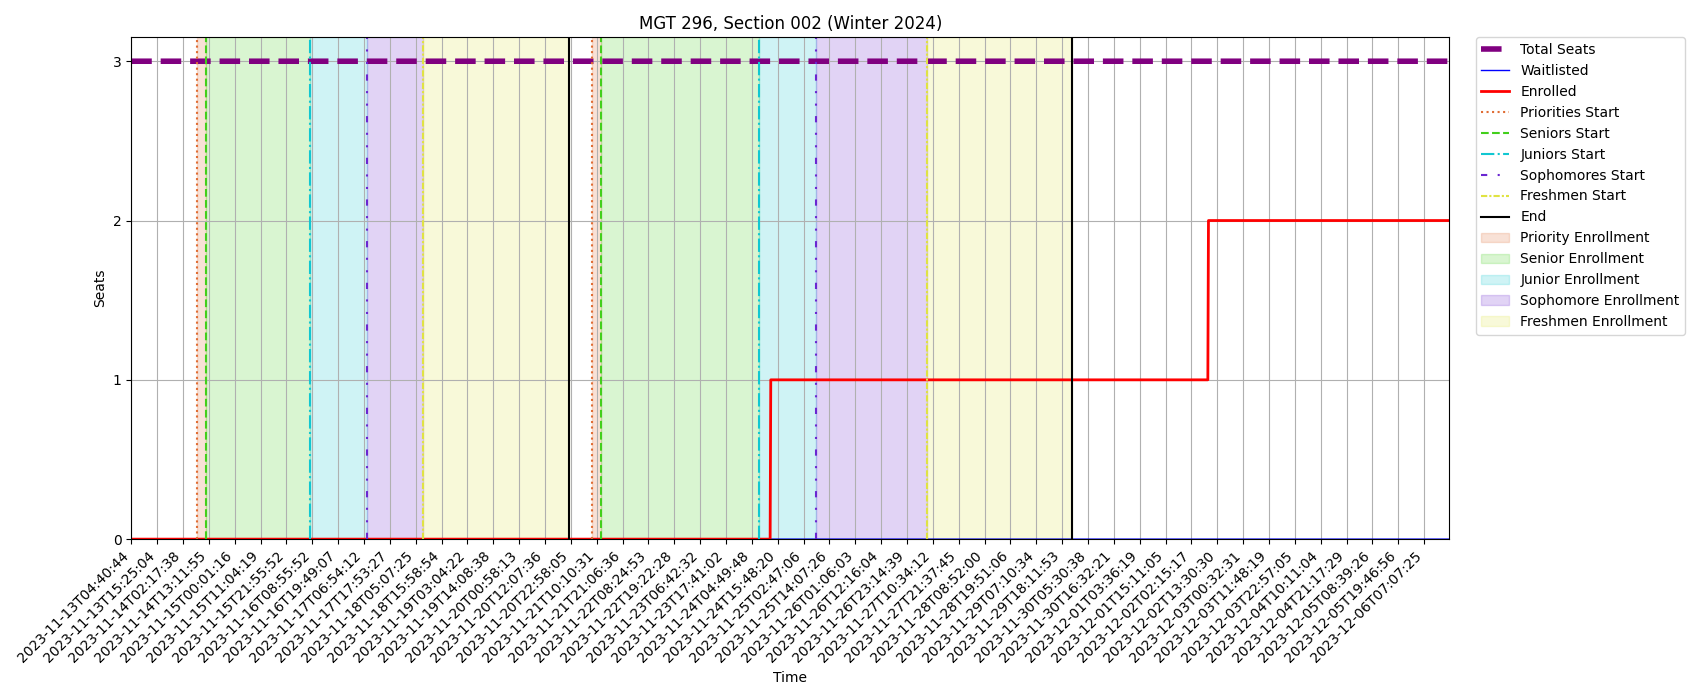 MGT 296, Section 002 (Winter 2024)
Total Seats
Waitlisted
Enrolled
Priorities Start
Seniors Start
Juniors Start
Sophomores Start
Freshmen Start
End
Priority Enrollment
Senior Enrollment
Junior Enrollment
Sophomore Enrollment
Freshmen Enrollment
Seats
3
2
1
0
2023-11-13T04:40:44
2023-11-13T15:25:04
2023-11-14T02:17:38
2023-11-14T13:11:55
2023-11-15T00:01:16
2023-11-15T11:04:19
2023-11-15T21:55:52
2023-11-16T08:55:52
2023-11-16T19:49:07
2023-11-17T06:54:12
2023-11-17T17:53:27
2023-11-18T05:07:25
2023-11-18T15:58:54
2023-11-19T03:04:22
2023-11-19T14:08:38
2023-11-20T00:58:13
2023-11-20T12:07:36
2023-11-20T22:58:05
2023-11-21T10:10:31
2023-11-21T21:06:36
2023-11-22T08:24:53
2023-11-22T19:22:28
2023-11-23T06:42:32
2023-11-23T17:41:02
2023-11-24T04:49:48
2023-11-24T15:48:20
2023-11-25T02:47:06
2023-11-25T14:07:26
2023-11-26T01:06:03
2023-11-26T12:16:04
2023-11-26T23:14:39
2023-11-27T10:34:12
2023-11-27T21:37:45
2023-11-28T08:52:00
2023-11-28T19:51:06
2023-11-29T07:10:34
2023-11-29T18:11:53
2023-11-30T05:30:38
2023-11-30T16:32:21
2023-12-01T03:36:19
2023-12-01T15:11:05
2023-12-02T02:15:17
2023-12-02T13:30:30
2023-12-03T00:32:31
2023-12-03T11:48:19
2023-12-03T22:57:05
2023-12-04T10:11:04
2023-12-04T21:17:29
2023-12-05T08:39:26
2023-12-05T19:46:56
2023-12-06T07:07:25
Time